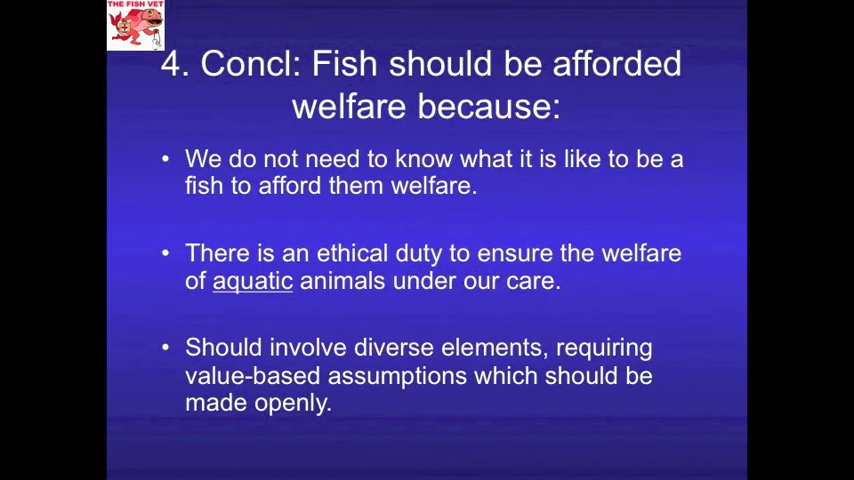 THE FISH VET
4. Concl: Fish should be afforded
welfare because:
• We do not need to know what it is like to be a
fish to afford them welfare.
• There is an ethical duty to ensure the welfare
of aquatic animals under our care.
• Should involve diverse elements, requiring
value-based assumptions which should be
made openly.